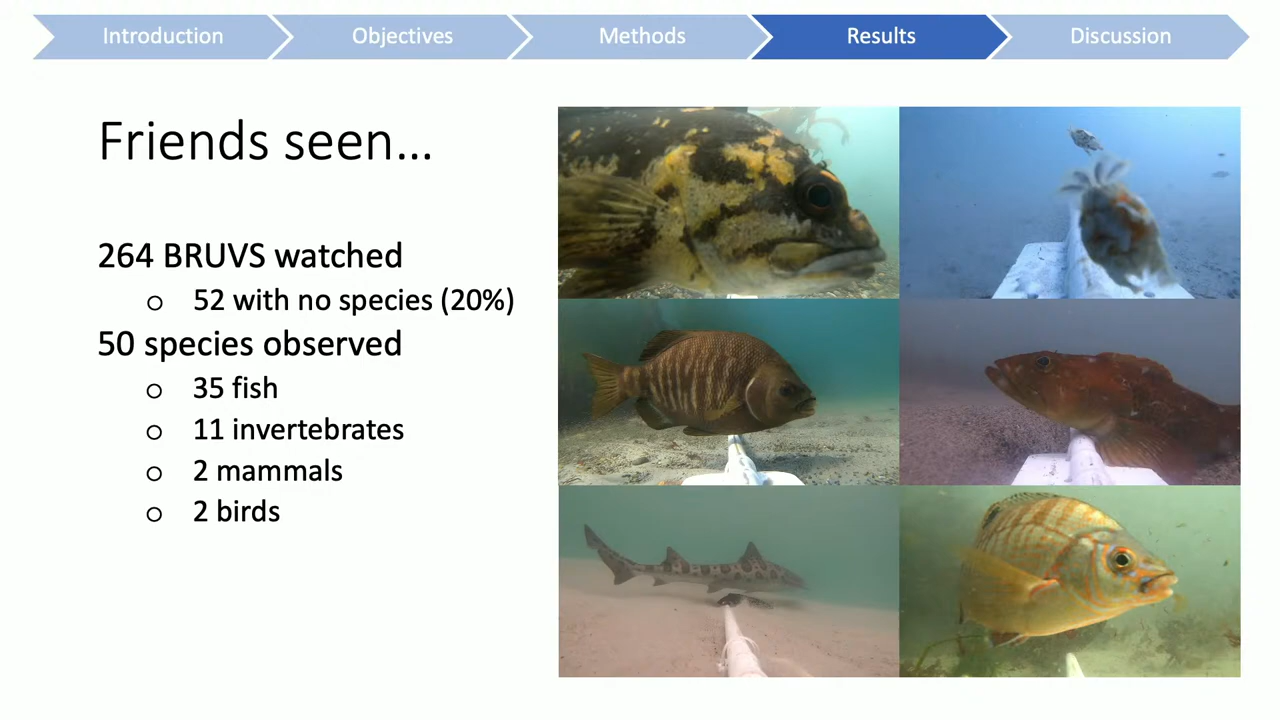 Introduction
Objectives
Methods
Results
Discussion
Friends seen...
264 BRUVS watched
o 52 with no species (20%)
50 species observed
o 35 fish
o 11 invertebrates
o 2 mammals
o 2 birds